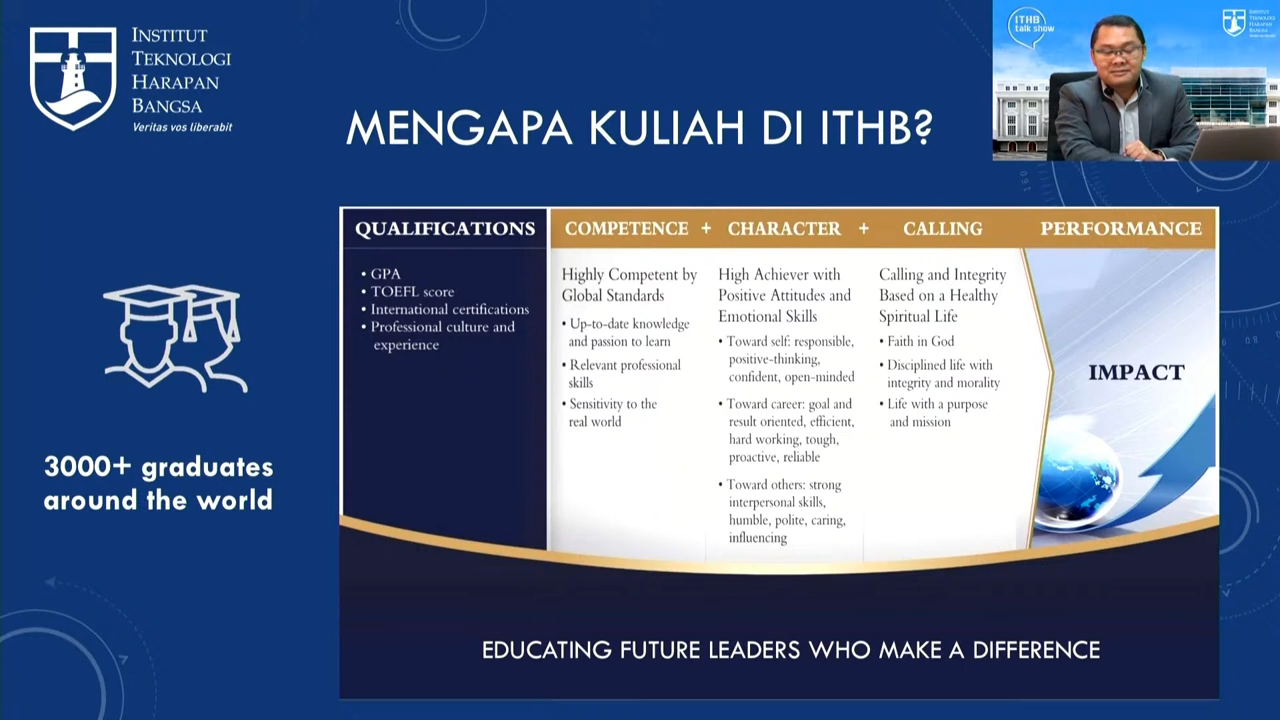 INSTITUT
TEKNOLOGI
HARAPAN
BANGSA
Veritas vos liberabit
MENGAPA KULIAH DI ITHB?
ITHB
talk show
INSTITUT
TEKNOLOGI
HARAPAN
BANGSA
3000+ graduates
around the world
QUALIFICATIONS
• GPA
• TOEFL score
• International certifications
• Professional culture and
experience
COMPETENCE + CHARACTER + CALLING
Highly Competent by
Global Standards
• Up-to-date knowledge
and passion to learn
• Relevant professional
skills
• Sensitivity to the
real world
High Achiever with
Positive Attitudes and
Emotional Skills
• Toward self: responsible,
positive-thinking,
confident, open-minded
• Toward career: goal and
result oriented, efficient,
hard working, tough,
proactive, reliable
• Toward others: strong
interpersonal skills,
humble, polite, caring,
influencing
Calling and Integrity
Based on a Healthy
Spiritual Life
• Faith in God
• Disciplined life with
integrity and morality
• Life with a purpose
and mission
PERFORMANCE
IMPACT
EDUCATING FUTURE LEADERS WHO MAKE A DIFFERENCE